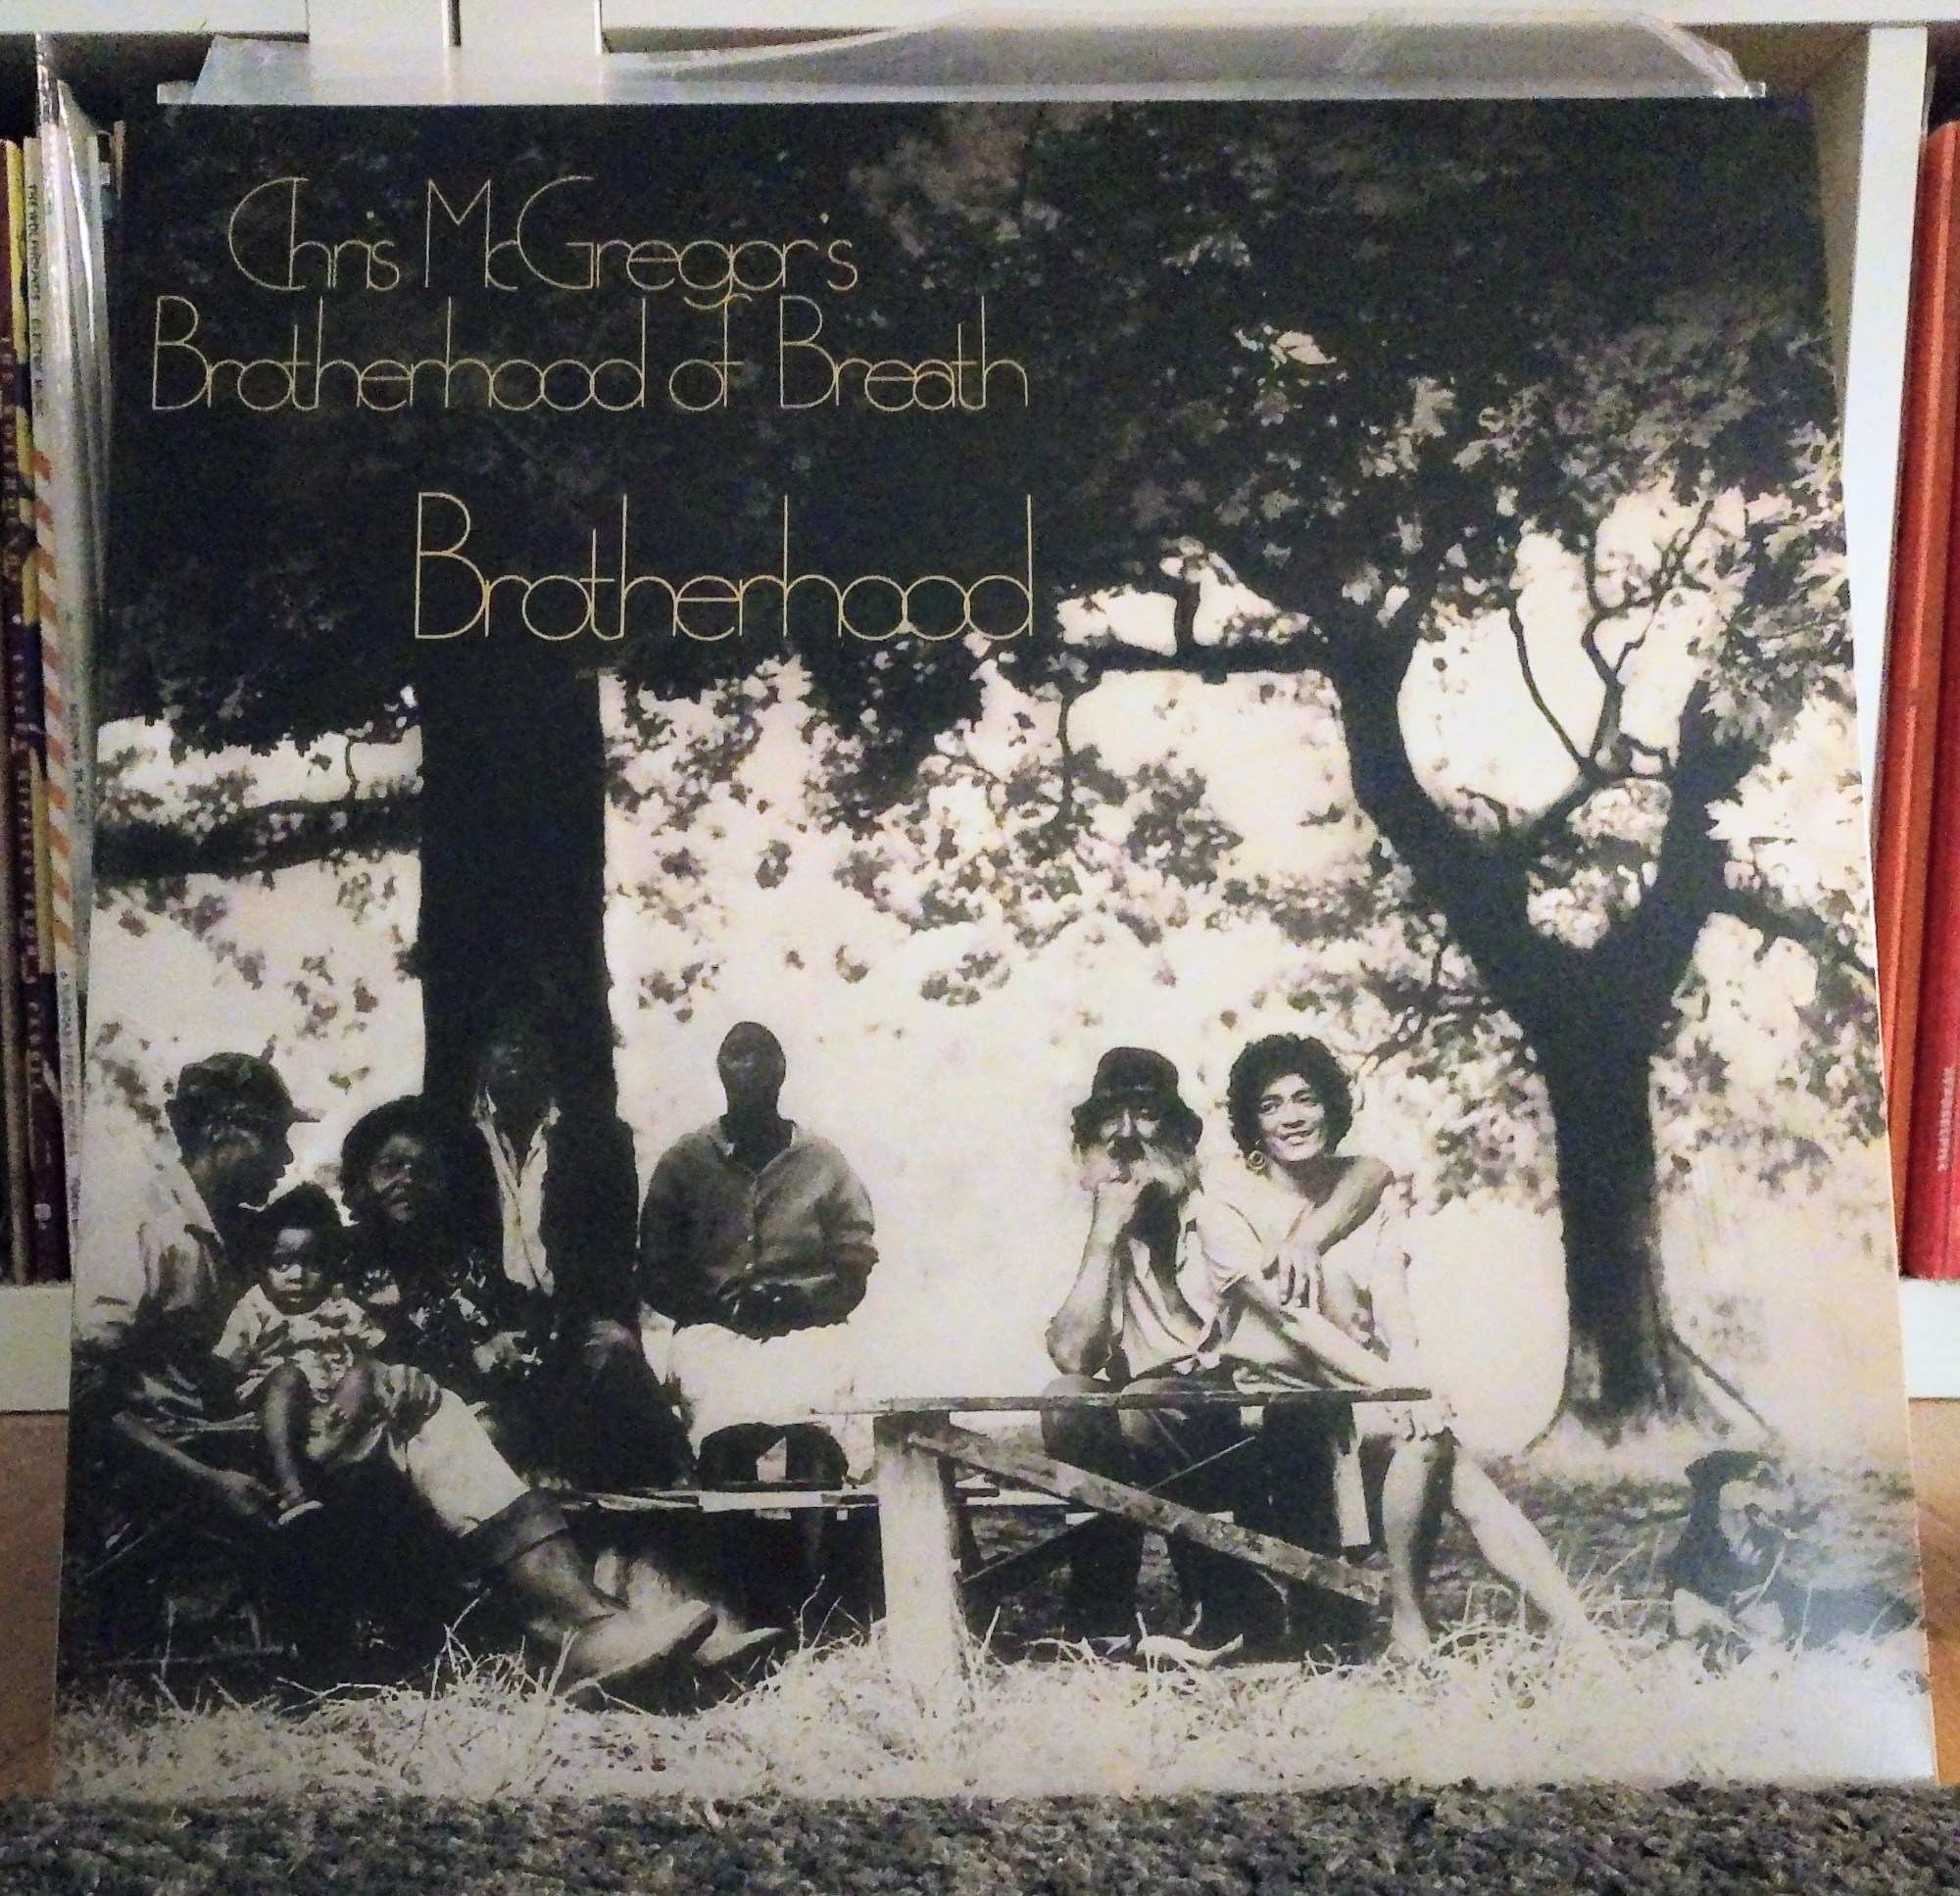 Chris McGregor's
Brotherhood of Breath
Brotherhood